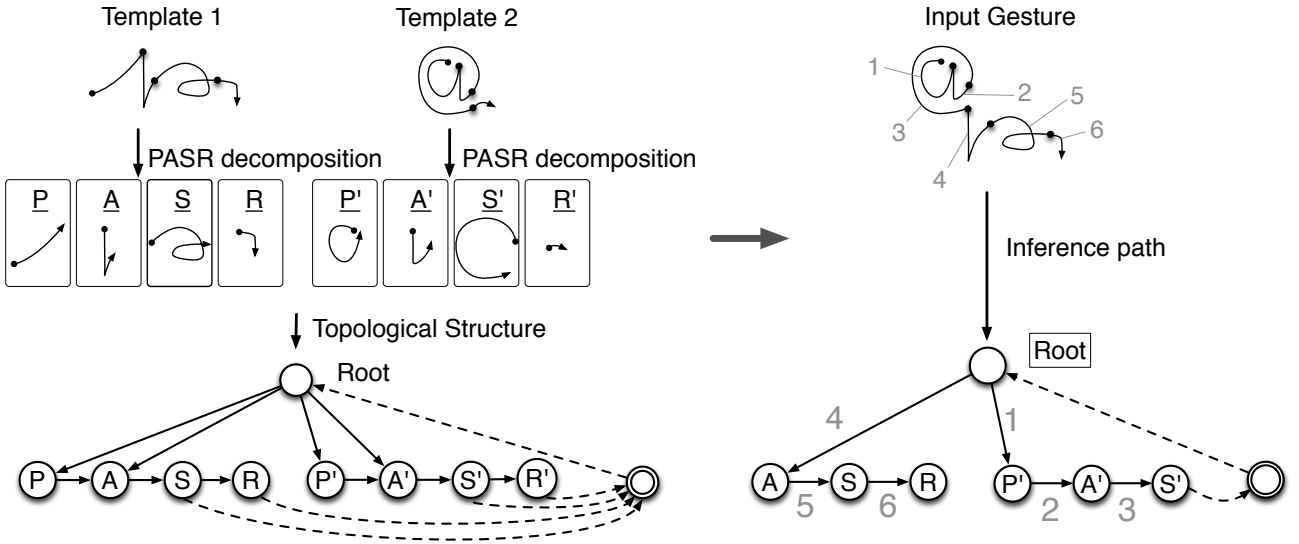 Template 1
Template 2
Input Gesture
1
2
3
4
5
6
PASR decomposition
PASR decomposition
P
A
S
R
P'
A'
S'
R'
Inference path
Topological Structure
Root
Root
4
1
P
A
S
R
P'
A'
S'
R'
A
S
R
P'
A'
S'
5
6
2
3